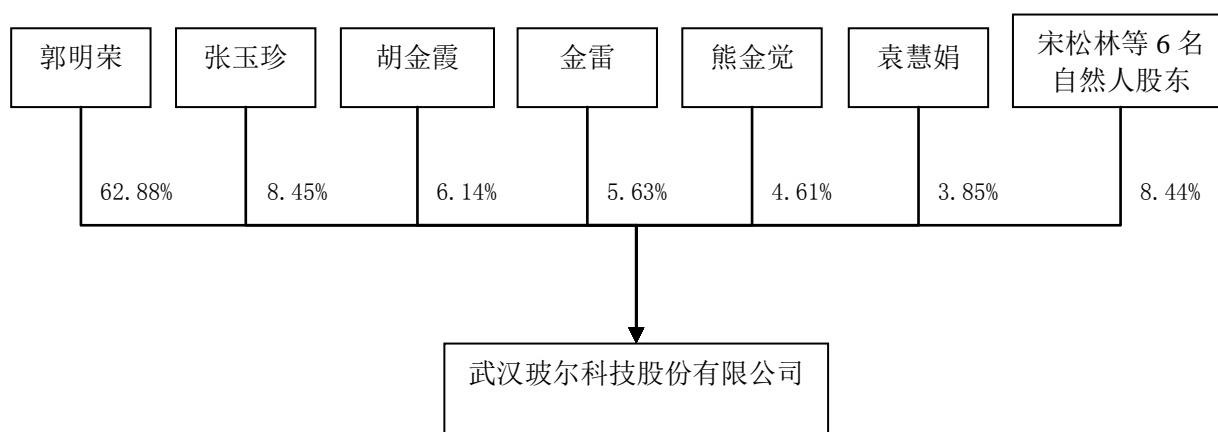 郭明荣
张玉珍
胡金霞
金雷
熊金觉
袁慧娟
宋松林等 6 名
自然人股东
62.88%
8.45%
6.14%
5.63%
4.61%
3.85%
8.44%
武汉玻尔科技股份有限公司